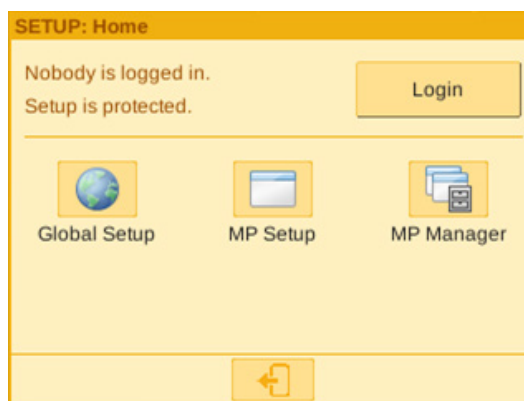 SETUP: Home
Nobody is logged in.
Setup is protected.
Login
Global Setup
MP Setup
MP Manager